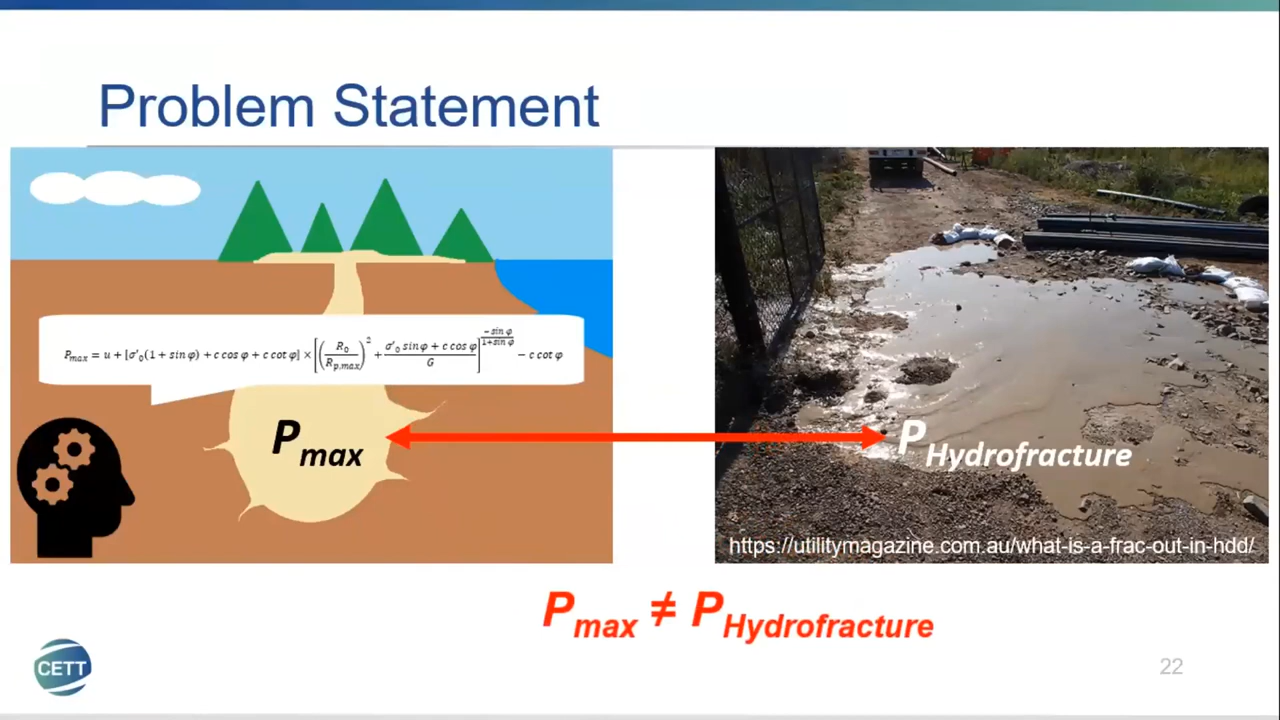 Problem Statement
P_max = u + [σ'_0(1 + sin φ) + c cos φ + c cot φ] × [(R_0/R_p,max)^2 + (σ'_0 sin φ + c cos φ)/G]^(−sin φ/(1+sin φ)) − c cot φ
P_max
P_Hydrofracture
https://utilitymagazine.com.au/what-is-a-frac-out-in-hdd/
P_max ≠ P_Hydrofracture
CETT
22